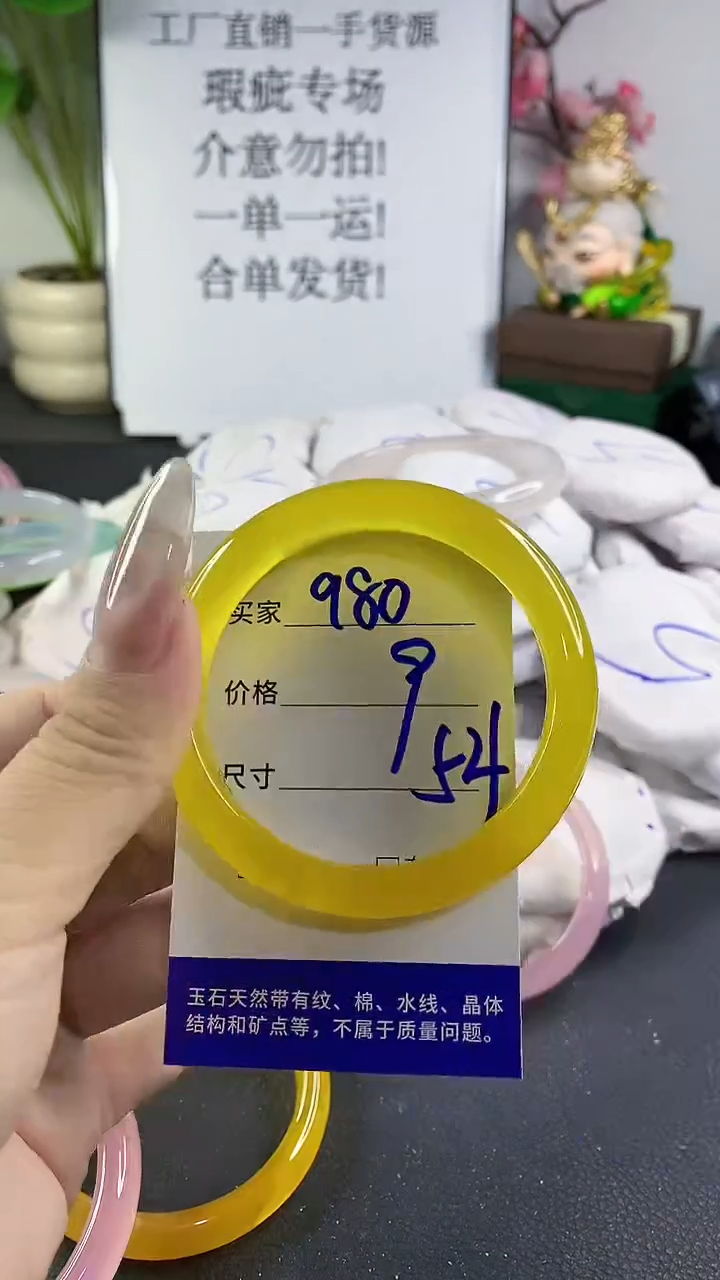 工厂直销一手货源
瑕疵专场
介意勿拍!
一单一运!
合单发货!
买家 980
价格 9
尺寸 54
玉石天然带有纹、棉、水线、晶体
结构和矿点等，不属于质量问题。